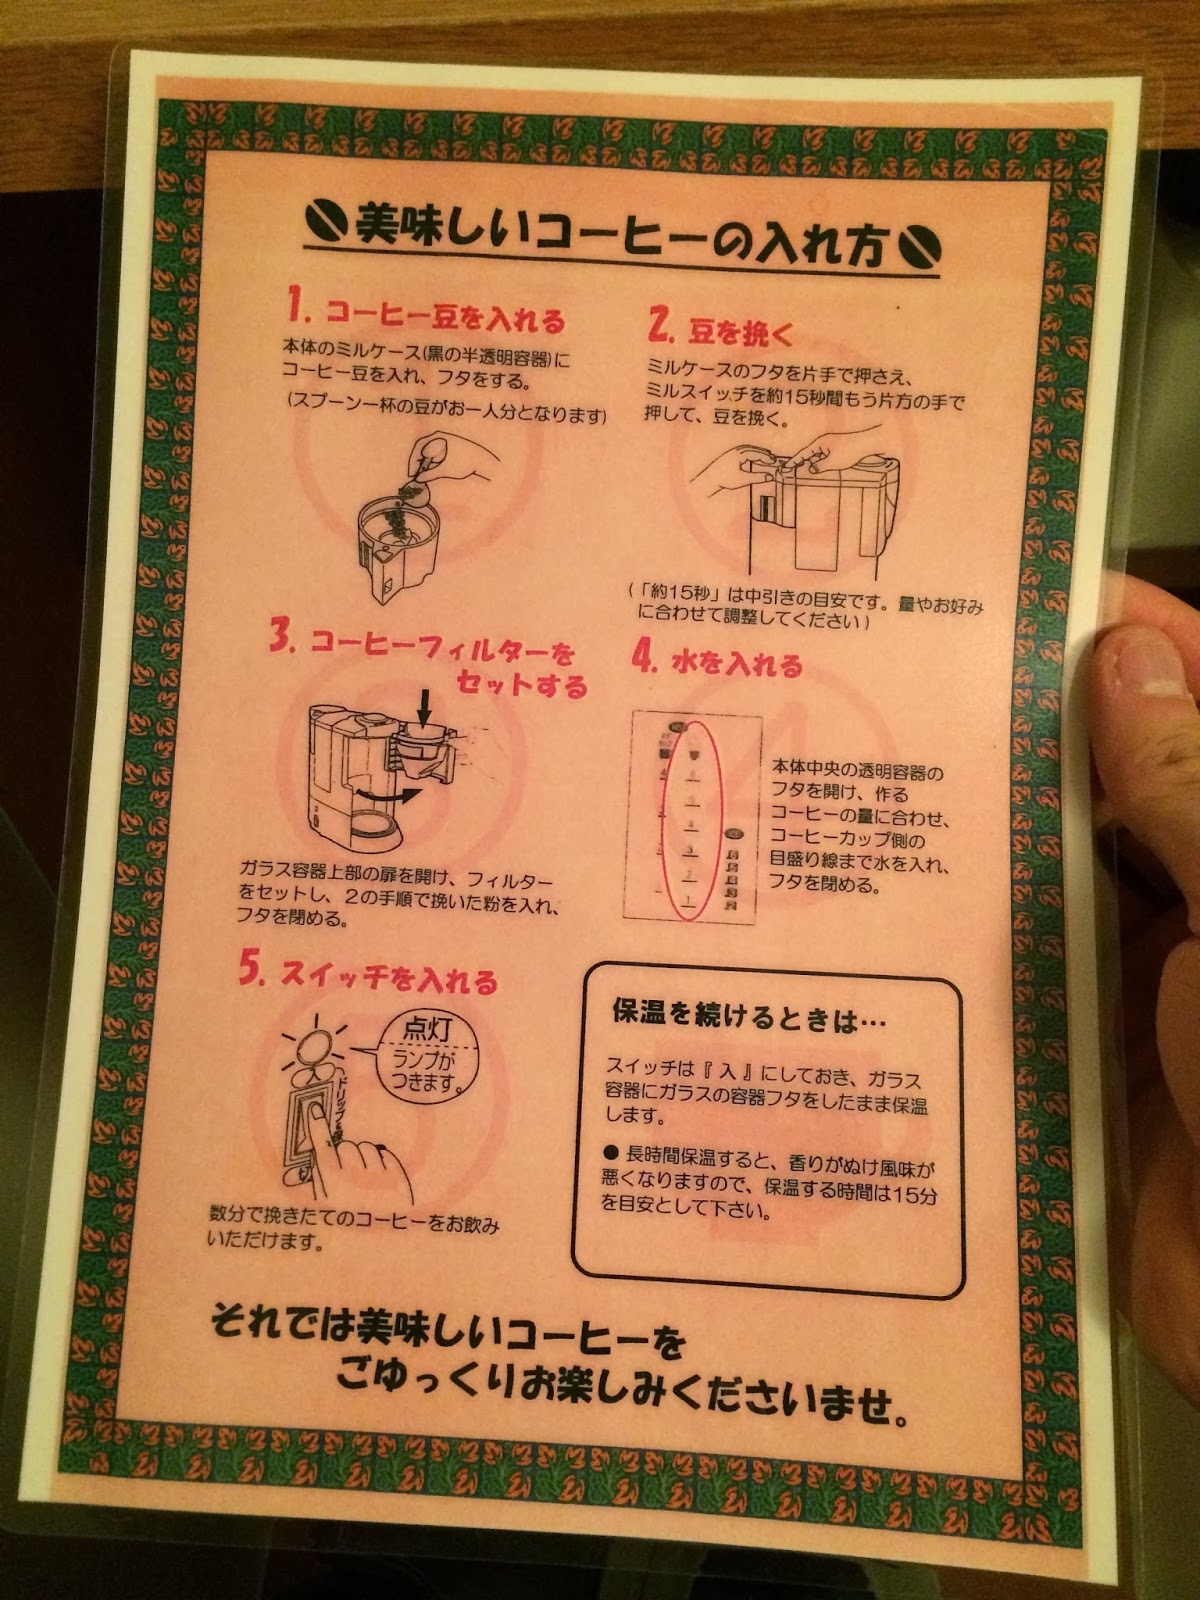 美味しいコーヒーの入れ方
1. コーヒー豆を入れる
本体のミルケース(黒の半透明容器)に
コーヒー豆を入れ、フタをする。
(スプーン一杯の豆がお一人分となります)
2. 豆を挽く
ミルケースのフタを片手で押さえ、
ミルスイッチを約15秒間もう片方の手で
押して、豆を挽く。
(「約15秒」は中引きの目安です。量やお好み
に合わせて調整してください)
3. コーヒーフィルターを
セットする
ガラス容器上部の扉を開け、フィルター
をセットし、2の手順で挽いた粉を入れ、
フタを閉める。
4. 水を入れる
本体中央の透明容器の
フタを開け、作る
コーヒーの量に合わせ、
コーヒーカップ側の
目盛り線まで水を入れ、
フタを閉める。
5. スイッチを入れる
点灯
ランプが
つきます。
ドリップ
数分で挽きたてのコーヒーをお飲み
いただけます。
保温を続けるときは…
スイッチは『入』にしておき、ガラス
容器にガラスの容器フタをしたまま保温
します。
● 長時間保温すると、香りがぬけ風味が
悪くなりますので、保温する時間は15分
を目安として下さい。
それでは美味しいコーヒーを
ごゆっくりお楽しみくださいませ。